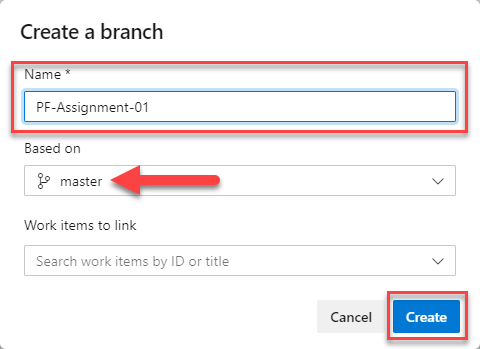 Create a branch
Name *
PF-Assignment-01
Based on
master
Work items to link
Search work items by ID or title
Cancel
Create